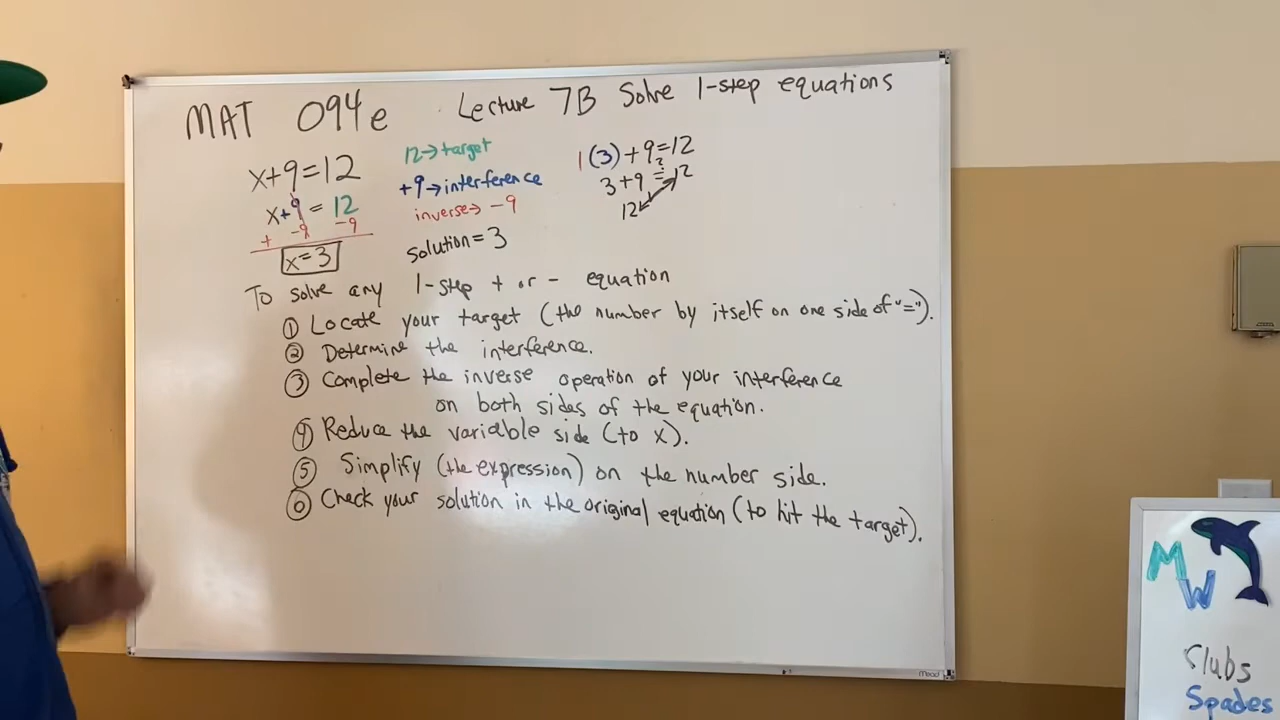 MAT 094e Lecture 7B Solve 1-step equations
x+9=12
x+9 = 12
+ -9 -9
x=3
12→target
+9→interference
inverse→ -9
solution=3
1(3)+9=12
3+9 ?= 12
12
To solve any 1-step + or - equation
① Locate your target (the number by itself on one side of "=").
② Determine the interference.
③ Complete the inverse operation of your interference
on both sides of the equation.
④ Reduce the variable side (to x).
⑤ Simplify (the expression) on the number side.
⑥ Check your solution in the original equation (to hit the target).
Mead
MW
Clubs
Spades